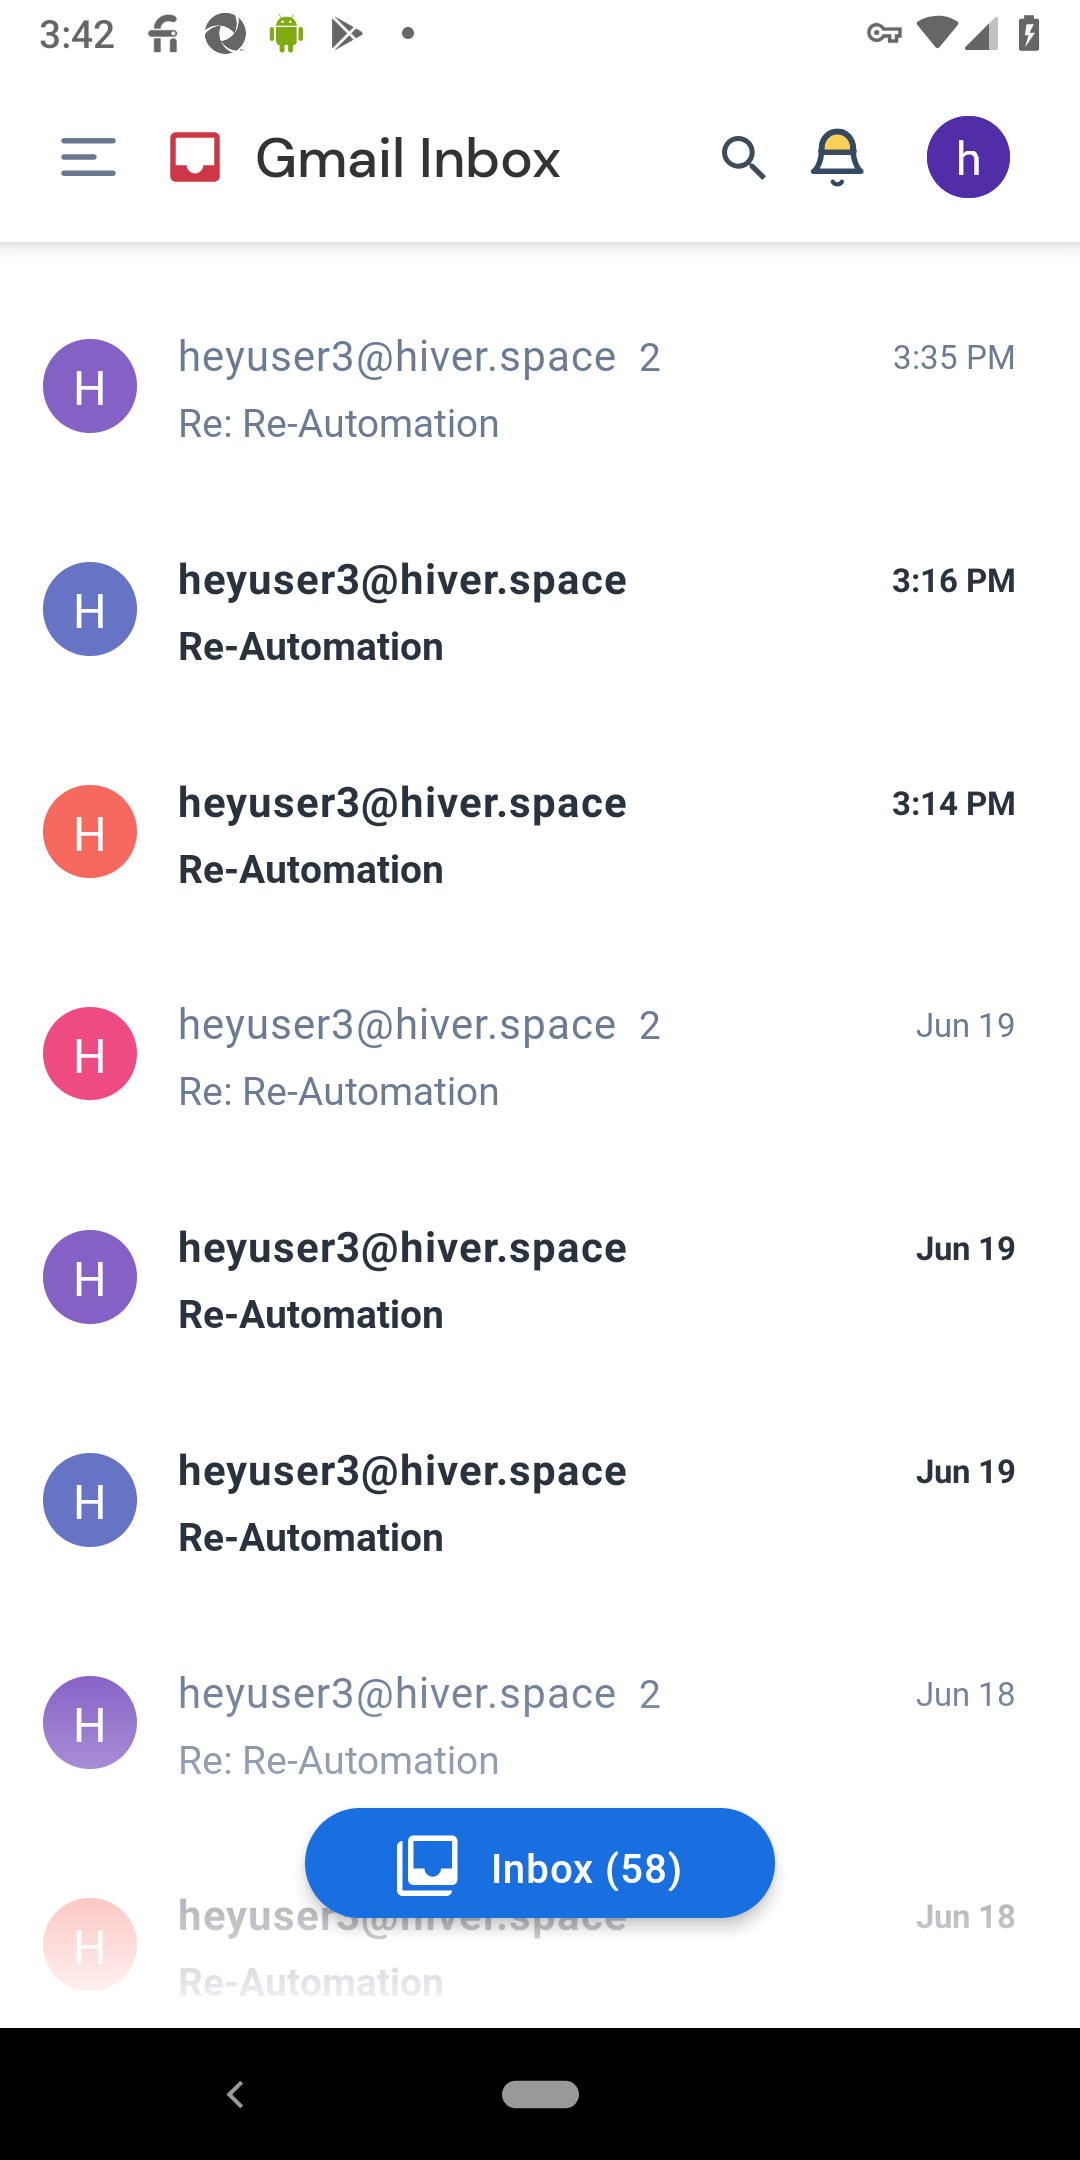 3:42
Gmail Inbox
h
H
heyuser3@hiver.space 2
3:35 PM
Re: Re-Automation
H
heyuser3@hiver.space
3:16 PM
Re-Automation
H
heyuser3@hiver.space
3:14 PM
Re-Automation
H
heyuser3@hiver.space 2
Jun 19
Re: Re-Automation
H
heyuser3@hiver.space
Jun 19
Re-Automation
H
heyuser3@hiver.space
Jun 19
Re-Automation
H
heyuser3@hiver.space 2
Jun 18
Re: Re-Automation
Inbox (58)
H
heyuser3@hiver.space
Jun 18
Re-Automation